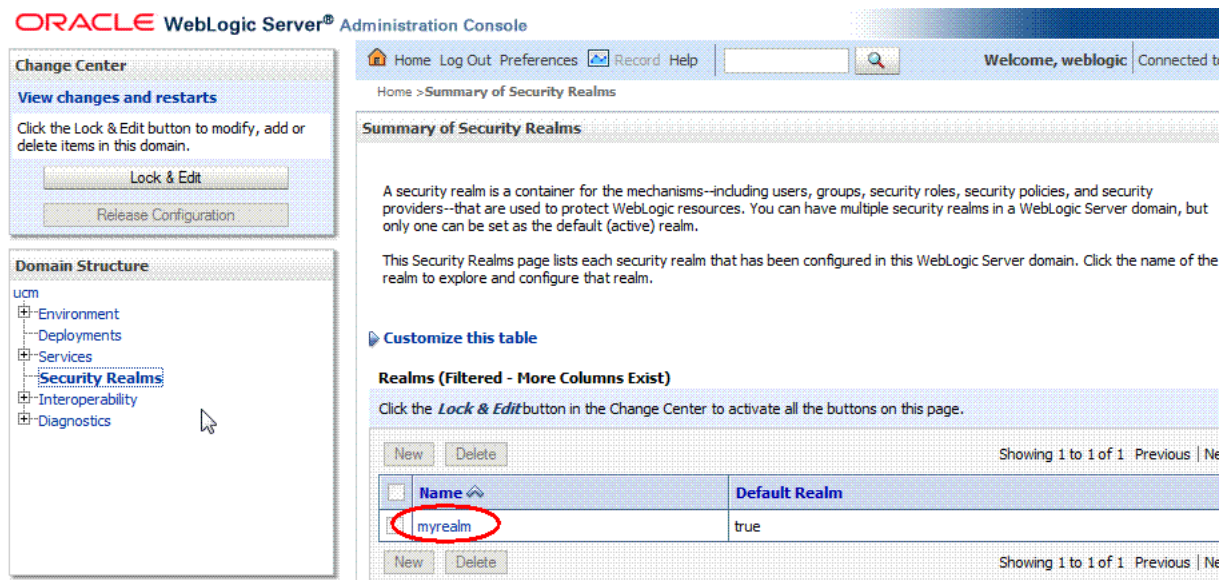 ORACLE WebLogic Server® Administration Console
Change Center
View changes and restarts
Click the Lock & Edit button to modify, add or
delete items in this domain.
Lock & Edit
Release Configuration
Domain Structure
ucm
Environment
Deployments
Services
Security Realms
Interoperability
Diagnostics
Home Log Out Preferences Record Help
Welcome, weblogic Connected to
Home >Summary of Security Realms
Summary of Security Realms
A security realm is a container for the mechanisms--including users, groups, security roles, security policies, and security
providers--that are used to protect WebLogic resources. You can have multiple security realms in a WebLogic Server domain, but
only one can be set as the default (active) realm.
This Security Realms page lists each security realm that has been configured in this WebLogic Server domain. Click the name of the
realm to explore and configure that realm.
Customize this table
Realms (Filtered - More Columns Exist)
Click the Lock & Edit button in the Change Center to activate all the buttons on this page.
New Delete Showing 1 to 1 of 1 Previous | Ne
Name Default Realm
myrealm true
New Delete Showing 1 to 1 of 1 Previous | Ne